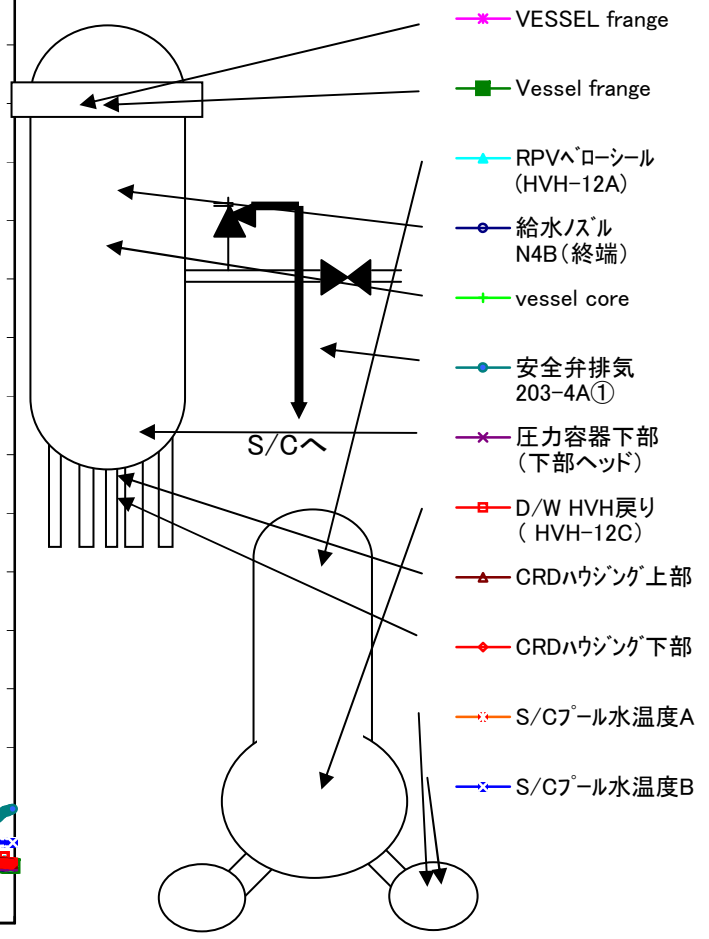 VESSEL frange
Vessel frange
RPVベローシール
(HVH-12A)
給水ノズル
N4B(終端)
vessel core
安全弁排気
203-4A①
圧力容器下部
(下部ヘッド)
D/W HVH戻り
( HVH-12C)
CRDハウジング上部
CRDハウジング下部
S/Cプール水温度A
S/Cプール水温度B
S/Cへ